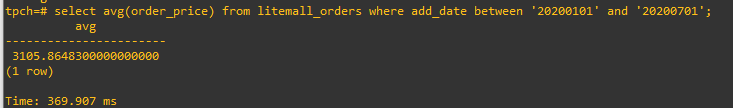 tpch=# select avg(order_price) from litemall_orders where add_date between '20200101' and '20200701';
avg
-----------------------
3105.8648300000000000
(1 row)
Time: 369.907 ms